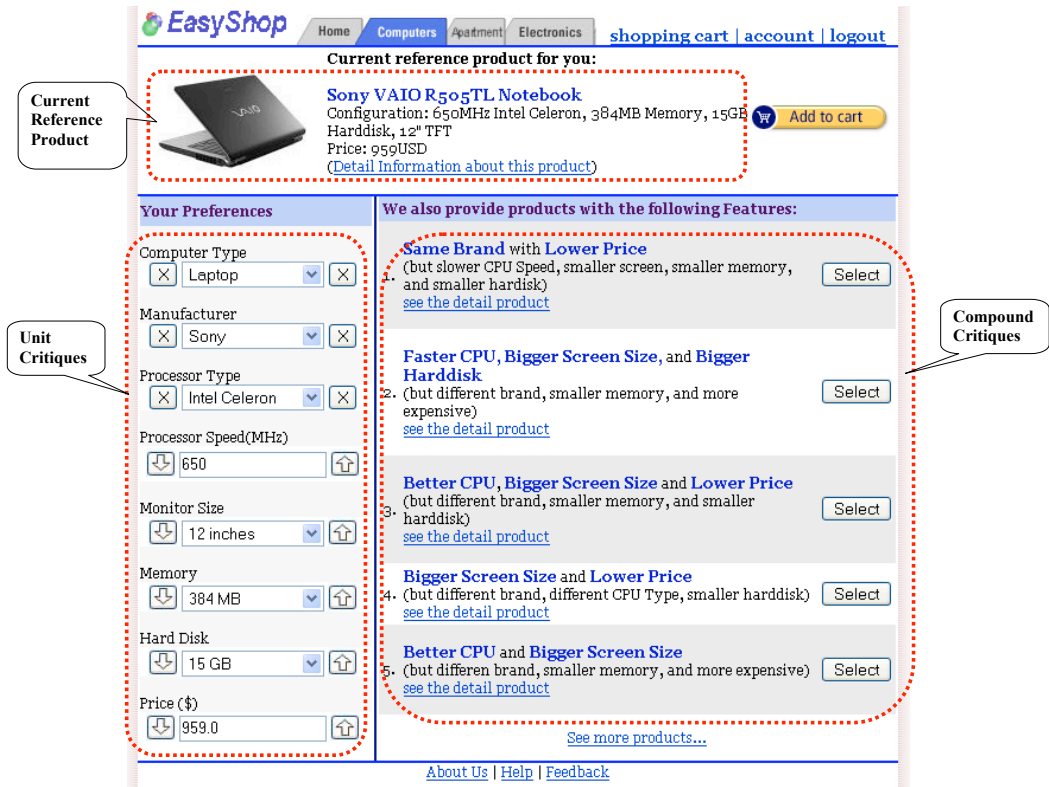 EasyShop
Home
Computers
Apartment
Electronics
shopping cart | account | logout
Current reference product for you:
Current
Reference
Product
VAIO
Sony VAIO R505TL Notebook
Configuration: 650MHz Intel Celeron, 384MB Memory, 15GB
Harddisk, 12" TFT
Price: 959USD
(Detail Information about this product)
Add to cart
Your Preferences
We also provide products with the following Features:
Unit
Critiques
Computer Type
X Laptop X
Manufacturer
X Sony X
Processor Type
X Intel Celeron X
Processor Speed(MHz)
650
Monitor Size
12 inches
Memory
384 MB
Hard Disk
15 GB
Price ($)
959.0
Same Brand with Lower Price
1. (but slower CPU Speed, smaller screen, smaller memory,
and smaller hardisk)
see the detail product
Select
Faster CPU, Bigger Screen Size, and Bigger
Harddisk
2. (but different brand, smaller memory, and more
expensive)
see the detail product
Select
Better CPU, Bigger Screen Size and Lower Price
3. (but different brand, smaller memory, and smaller
harddisk)
see the detail product
Select
Bigger Screen Size and Lower Price
4. (but different brand, different CPU Type, smaller harddisk)
see the detail product
Select
Better CPU and Bigger Screen Size
5. (but differen brand, smaller memory, and more expensive)
see the detail product
Select
Compound
Critiques
See more products...
About Us | Help | Feedback